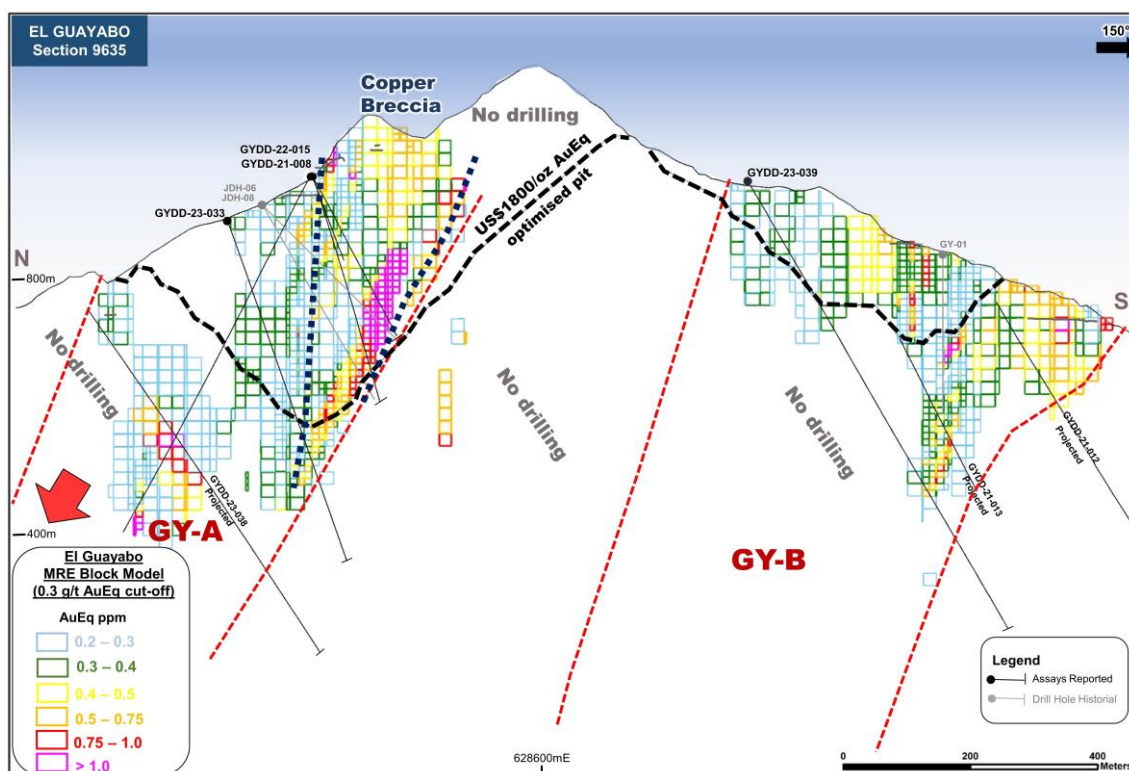 EL GUAYABO
Section 9635
150°
Copper
Breccia
No drilling
GYDD-22-015
GYDD-21-008
JDH-06
JDH-08
GYDD-23-033
US$1800/oz AuEq
optimised pit
GYDD-23-039
GY-01
N
800m
S
No drilling
No drilling
No drilling
GYDD-23-038
Projected
GYDD-21-013
Projected
GYDD-21-012
Projected
400m
GY-A
GY-B
El Guayabo
MRE Block Model
(0.3 g/t AuEq cut-off)
AuEq ppm
0.2 – 0.3
0.3 – 0.4
0.4 – 0.5
0.5 – 0.75
0.75 – 1.0
> 1.0
Legend
Assays Reported
Drill Hole Historial
628600mE
0 200 400
Meters